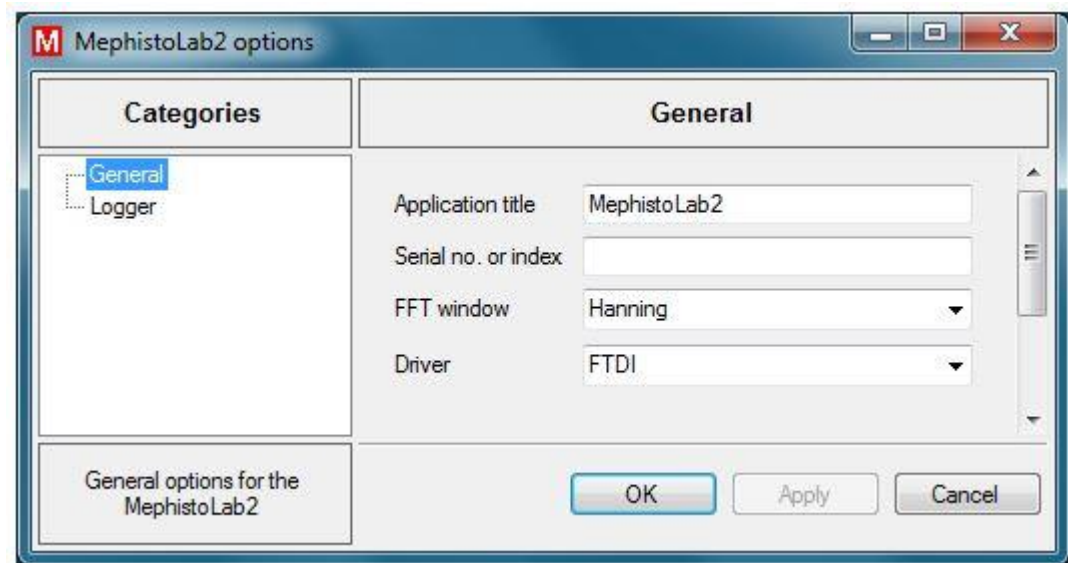 M MephistoLab2 options
Categories
General
General
Logger
Application title MephistoLab2
Serial no. or index
FFT window Hanning
Driver FTDI
General options for the
MephistoLab2
OK Apply Cancel